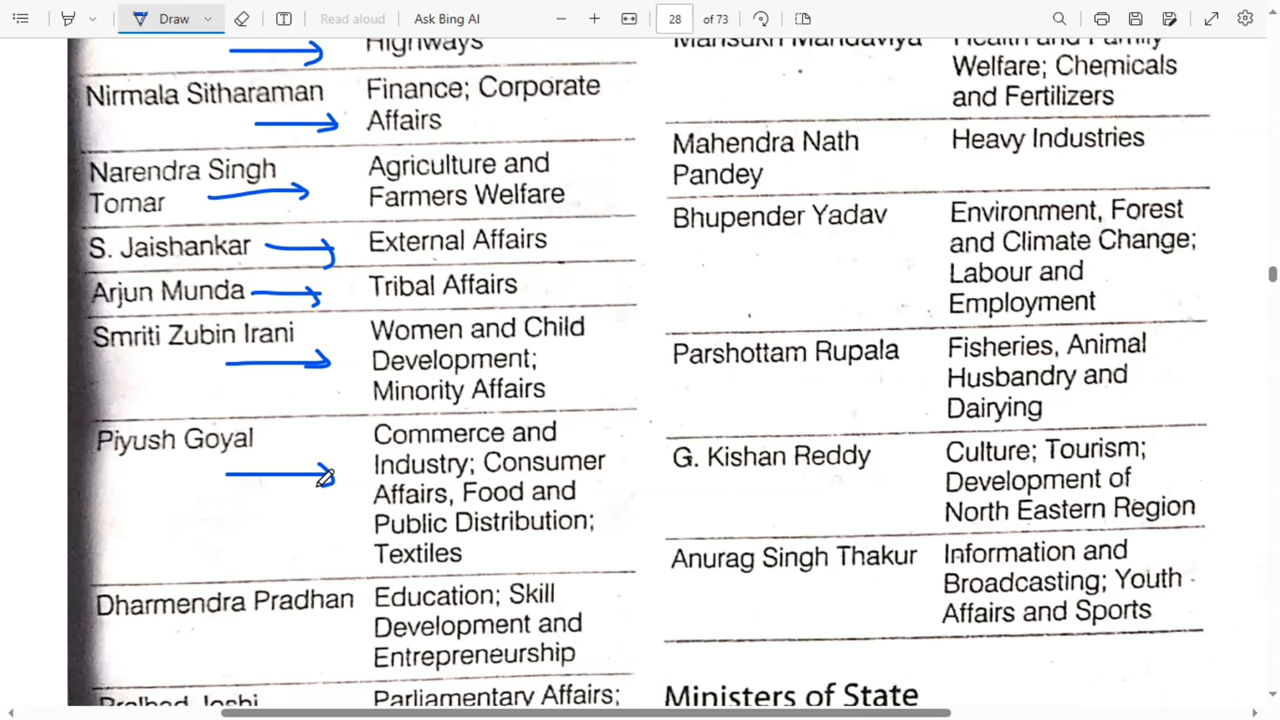 Draw
Read aloud
Ask Bing AI
28
of 73
Highways
Nirmala Sitharaman
Finance; Corporate
Affairs
Narendra Singh
Tomar
Agriculture and
Farmers Welfare
S. Jaishankar
External Affairs
Arjun Munda
Tribal Affairs
Smriti Zubin Irani
Women and Child
Development;
Minority Affairs
Piyush Goyal
Commerce and
Industry; Consumer
Affairs, Food and
Public Distribution;
Textiles
Dharmendra Pradhan
Education; Skill
Development and
Entrepreneurship
Pralhad Joshi
Parliamentary Affairs;
Mansukh Mandaviya
Health and Family
Welfare; Chemicals
and Fertilizers
Mahendra Nath
Pandey
Heavy Industries
Bhupender Yadav
Environment, Forest
and Climate Change;
Labour and
Employment
Parshottam Rupala
Fisheries, Animal
Husbandry and
Dairying
G. Kishan Reddy
Culture; Tourism;
Development of
North Eastern Region
Anurag Singh Thakur
Information and
Broadcasting; Youth
Affairs and Sports
Ministers of State